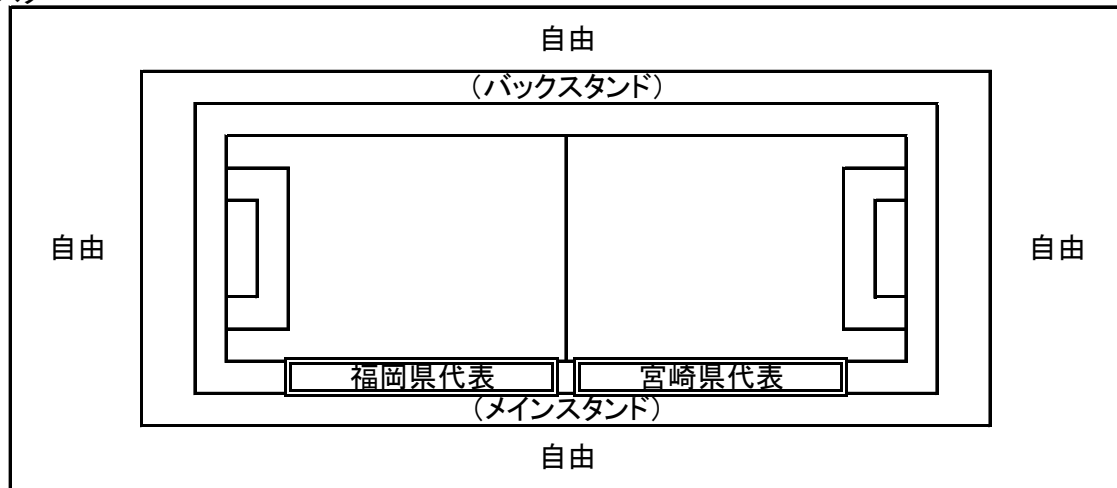 自由
（バックスタンド）
自由
自由
福岡県代表
宮崎県代表
（メインスタンド）
自由